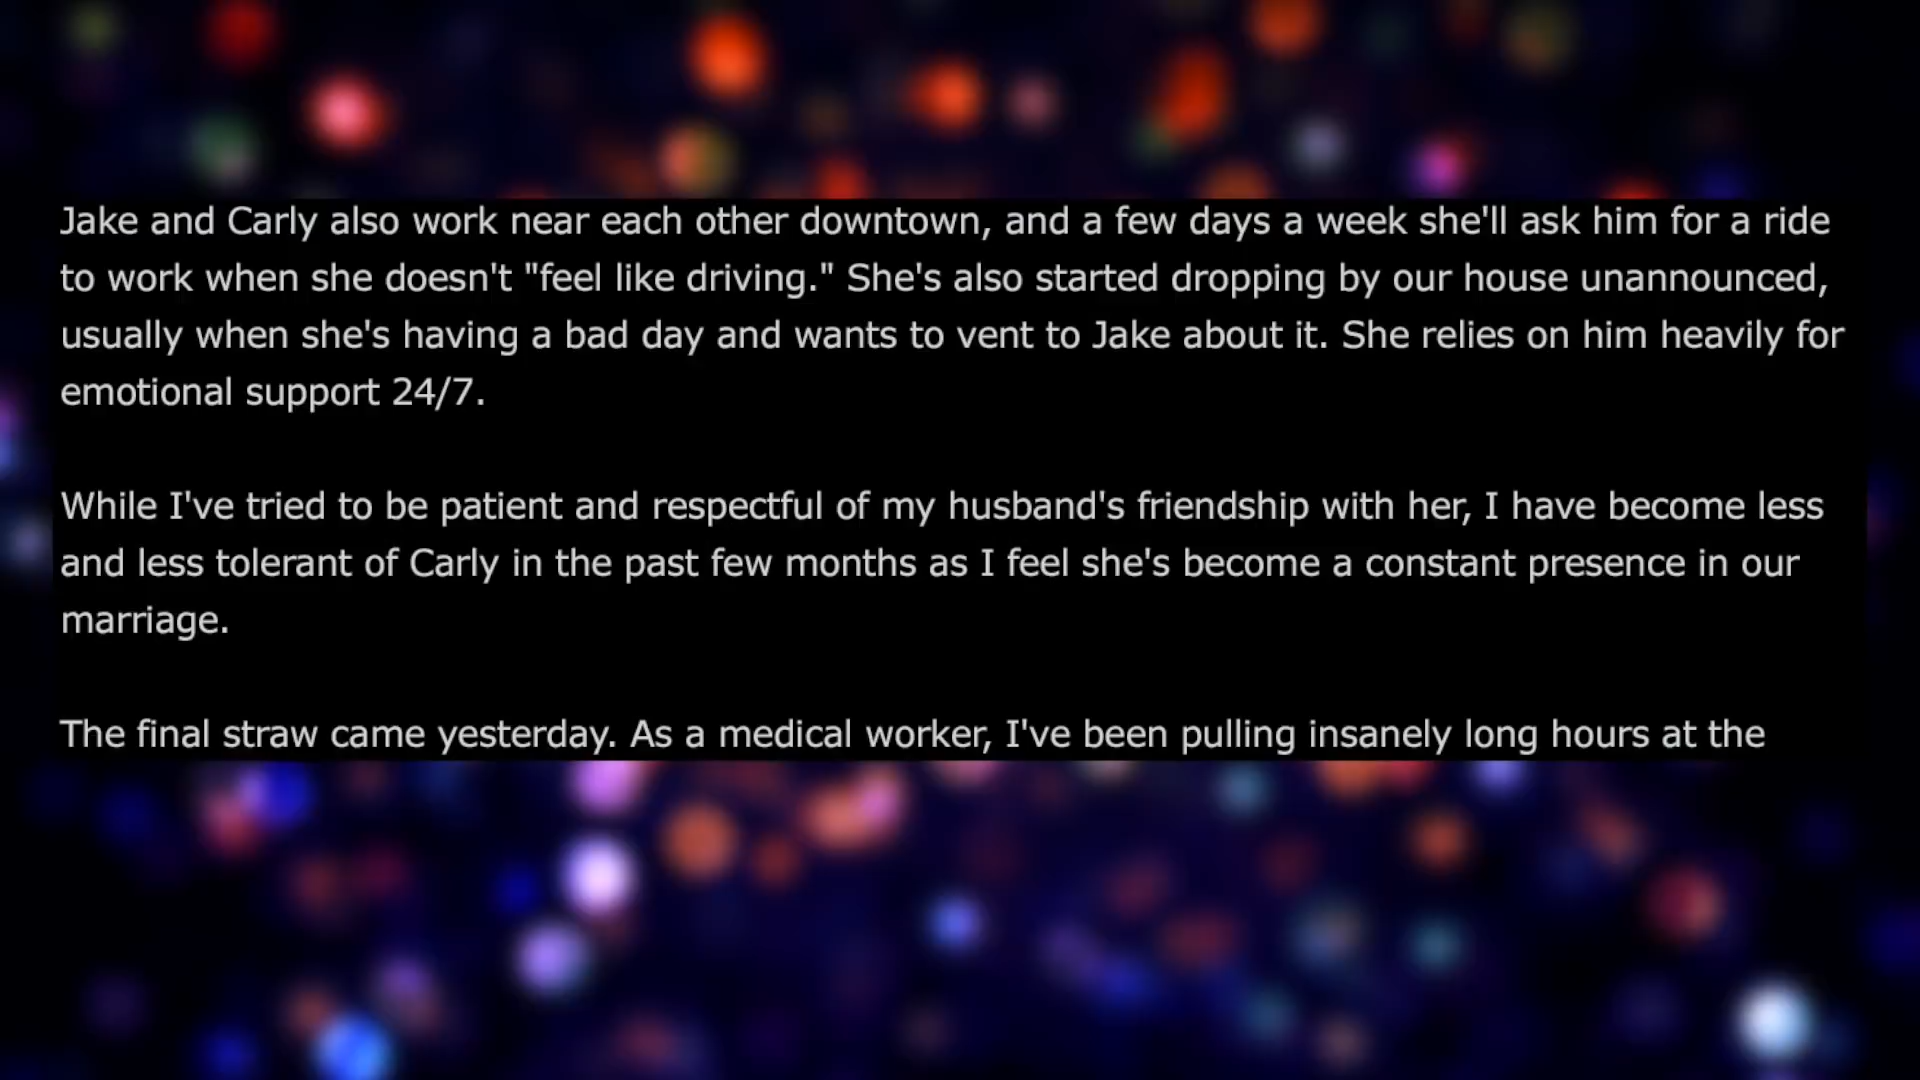 Jake and Carly also work near each other downtown, and a few days a week she'll ask him for a ride
to work when she doesn't "feel like driving." She's also started dropping by our house unannounced,
usually when she's having a bad day and wants to vent to Jake about it. She relies on him heavily for
emotional support 24/7.
While I've tried to be patient and respectful of my husband's friendship with her, I have become less
and less tolerant of Carly in the past few months as I feel she's become a constant presence in our
marriage.
The final straw came yesterday. As a medical worker, I've been pulling insanely long hours at the